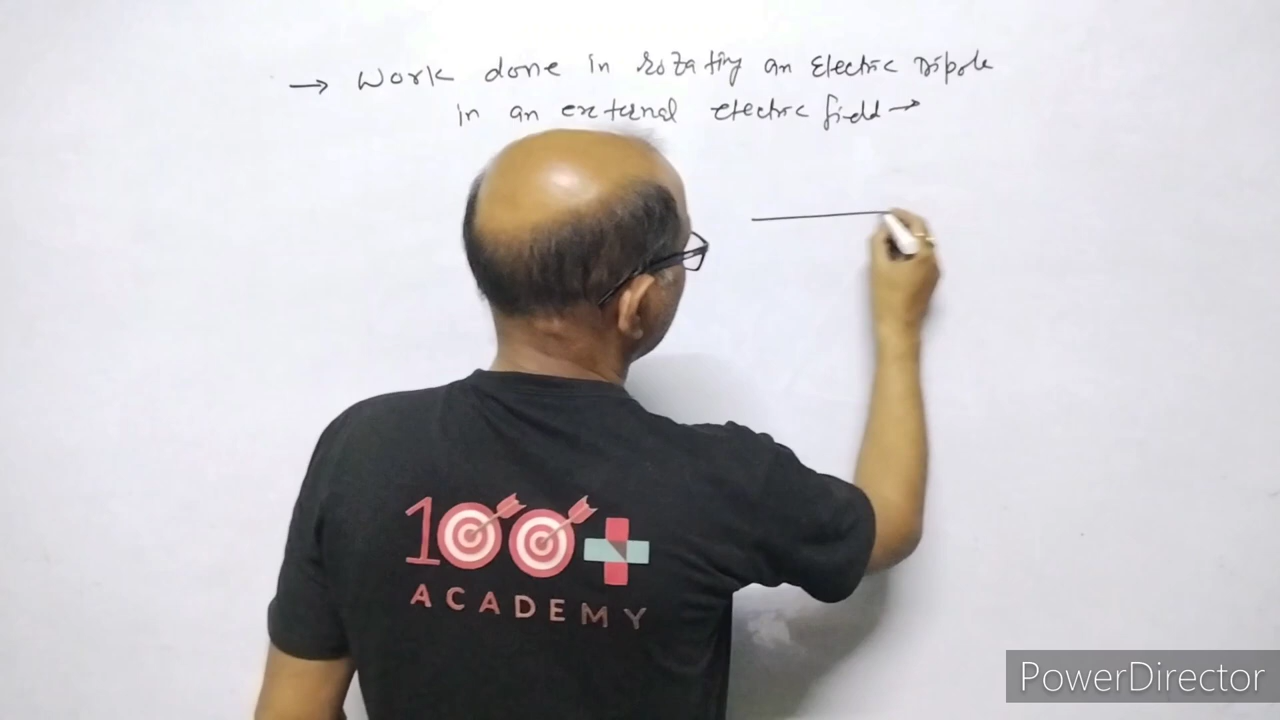 → Work done in rotating an Electric Dipole
in an external electric field →
100+
ACADEMY
PowerDirector